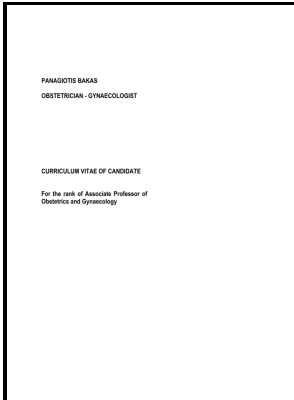 PANAGIOTIS BAKAS
OBSTETRICIAN - GYNAECOLOGIST
CURRICULUM VITAE OF CANDIDATE
For the rank of Associate Professor of
Obstetrics and Gynaecology